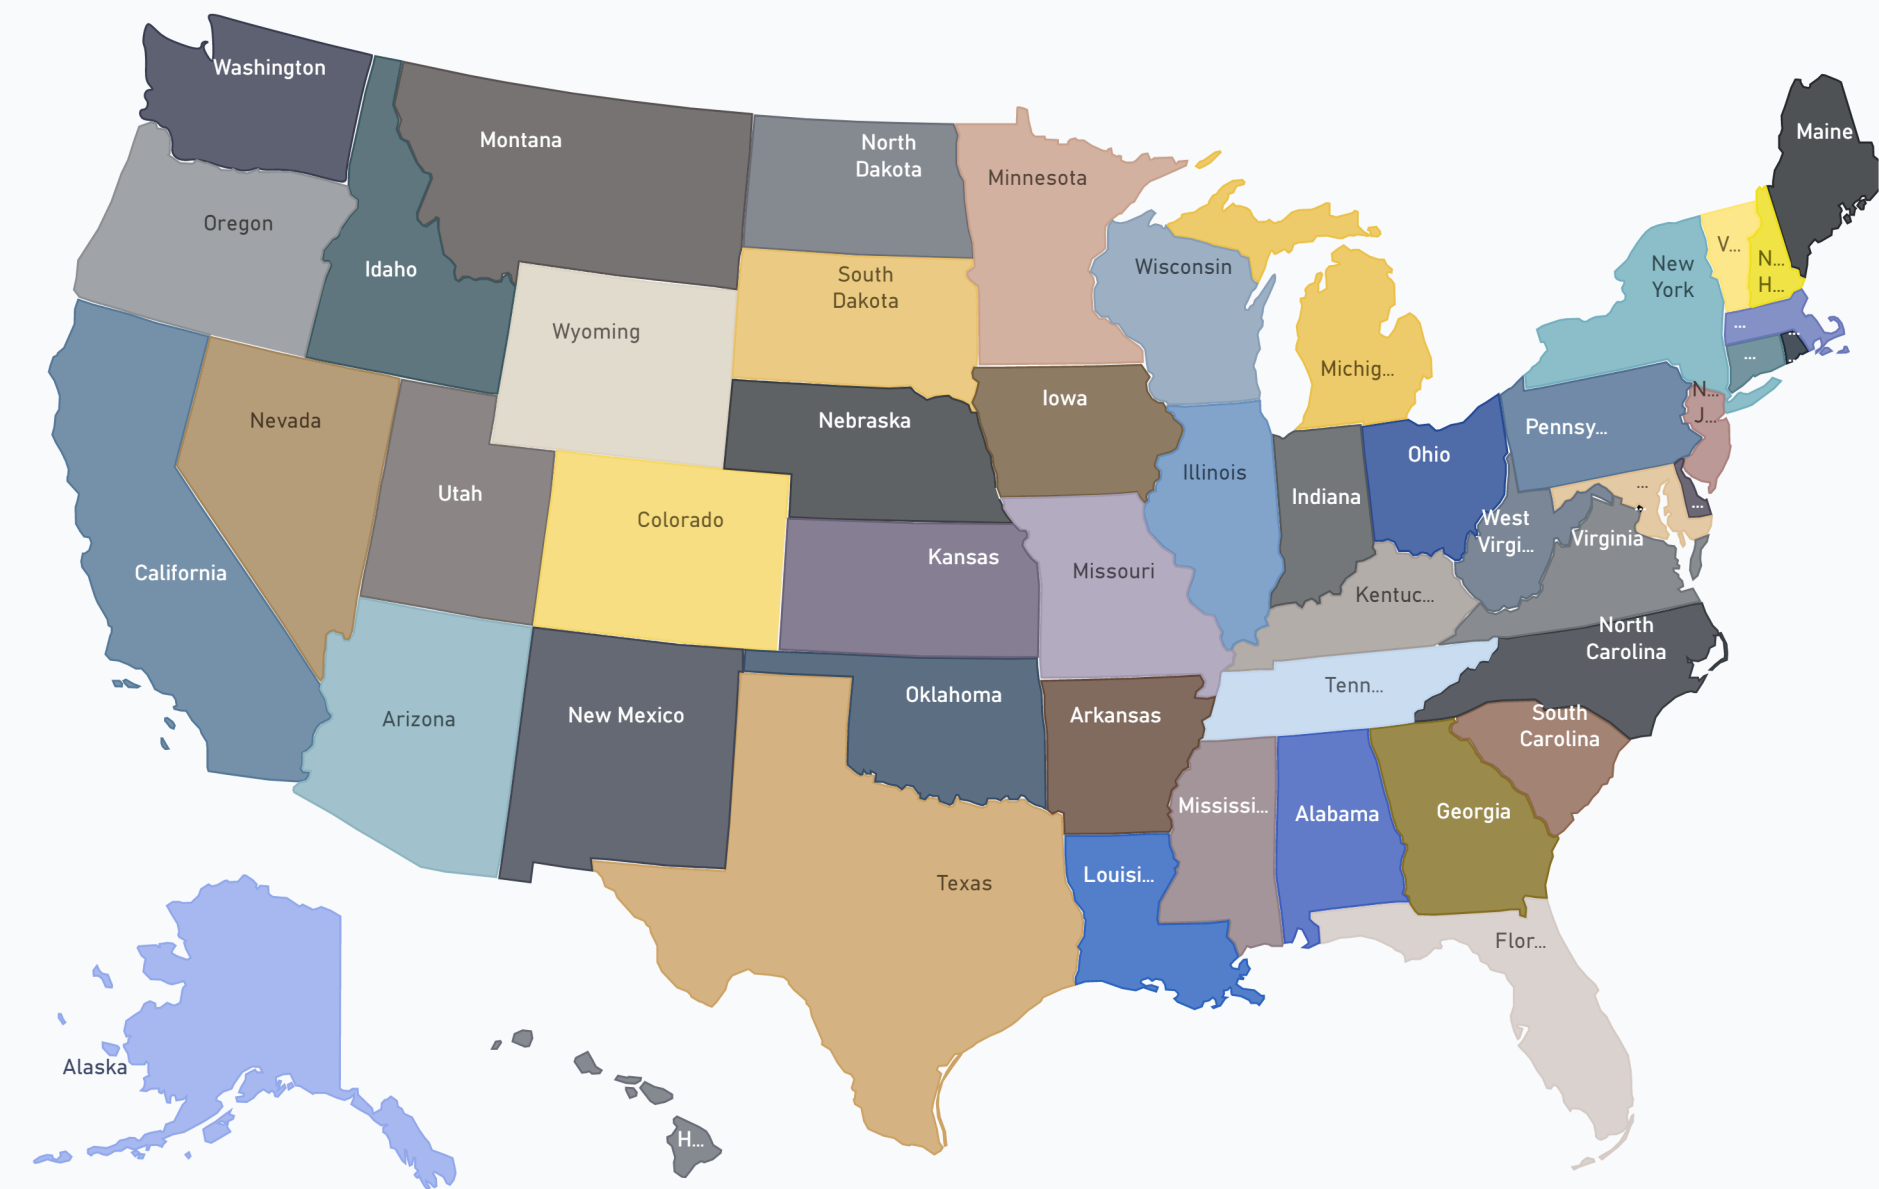 Washington
Montana
North
Dakota
Minnesota
Maine
Oregon
Idaho
South
Dakota
Wisconsin
New
York
V...
N...
H...
Wyoming
Michig...
...
...
...
Nevada
Nebraska
Iowa
Ohio
Pennsy...
N...
J...
Utah
Colorado
Illinois
Indiana
...
...
California
Kansas
Missouri
West
Virgi...
Virginia
Kentuc...
North
Carolina
Arizona
New Mexico
Oklahoma
Arkansas
Tenn...
South
Carolina
Mississi...
Alabama
Georgia
Texas
Louisi...
Flor...
Alaska
H...